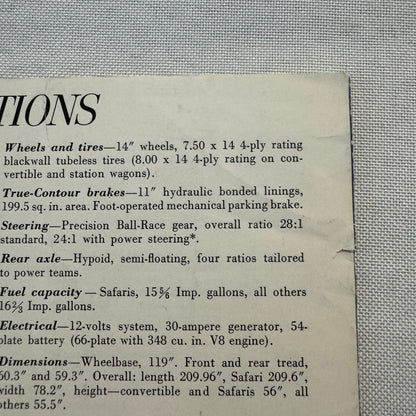 TIONS
Wheels and tires—14″ wheels, 7.50 x 14 4-ply rating
blackwall tubeless tires (8.00 x 14 4-ply rating on con-
vertible and station wagons).
True-Contour brakes—11″ hydraulic bonded linings,
199.5 sq. in. area. Foot-operated mechanical parking brake.
Steering—Precision Ball-Race gear, overall ratio 28:1
standard, 24:1 with power steering*.
Rear axle—Hypoid, semi-floating, four ratios tailored
to power teams.
Fuel capacity—Safaris, 15⅚ Imp. gallons, all others
16⅔ Imp. gallons.
Electrical—12-volts system, 30-ampere generator, 54-
plate battery (66-plate with 348 cu. in. V8 engine).
Dimensions—Wheelbase, 119″. Front and rear tread,
60.3″ and 59.3″. Overall: length 209.96″, Safari 209.6″,
width 78.2″, height—convertible and Safaris 56″, all
others 55.5″.